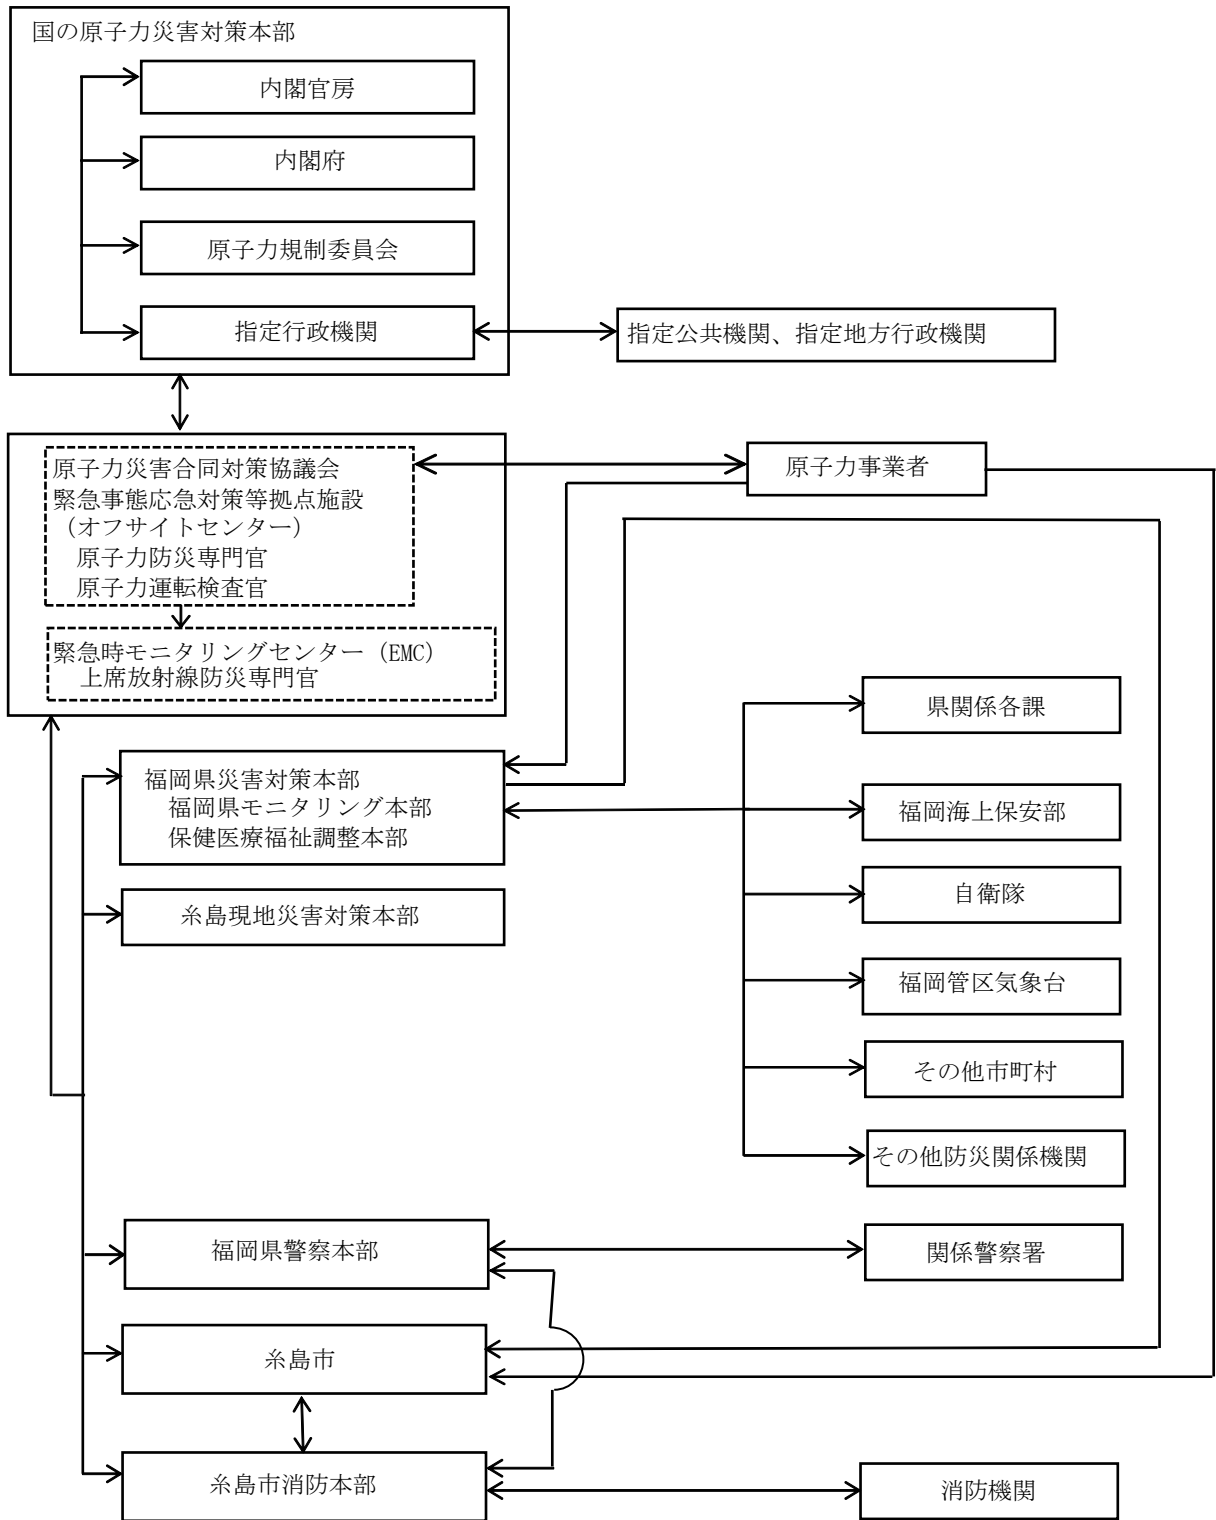 国の原子力災害対策本部
内閣官房
内閣府
原子力規制委員会
指定行政機関
指定公共機関、指定地方行政機関
原子力災害合同対策協議会
緊急事態応急対策等拠点施設
（オフサイトセンター）
原子力防災専門官
原子力運転検査官
原子力事業者
緊急時モニタリングセンター（EMC）
上席放射線防災専門官
県関係各課
福岡県災害対策本部
福岡県モニタリング本部
保健医療福祉調整本部
福岡海上保安部
自衛隊
糸島現地災害対策本部
福岡管区気象台
その他市町村
その他防災関係機関
福岡県警察本部
関係警察署
糸島市
糸島市消防本部
消防機関